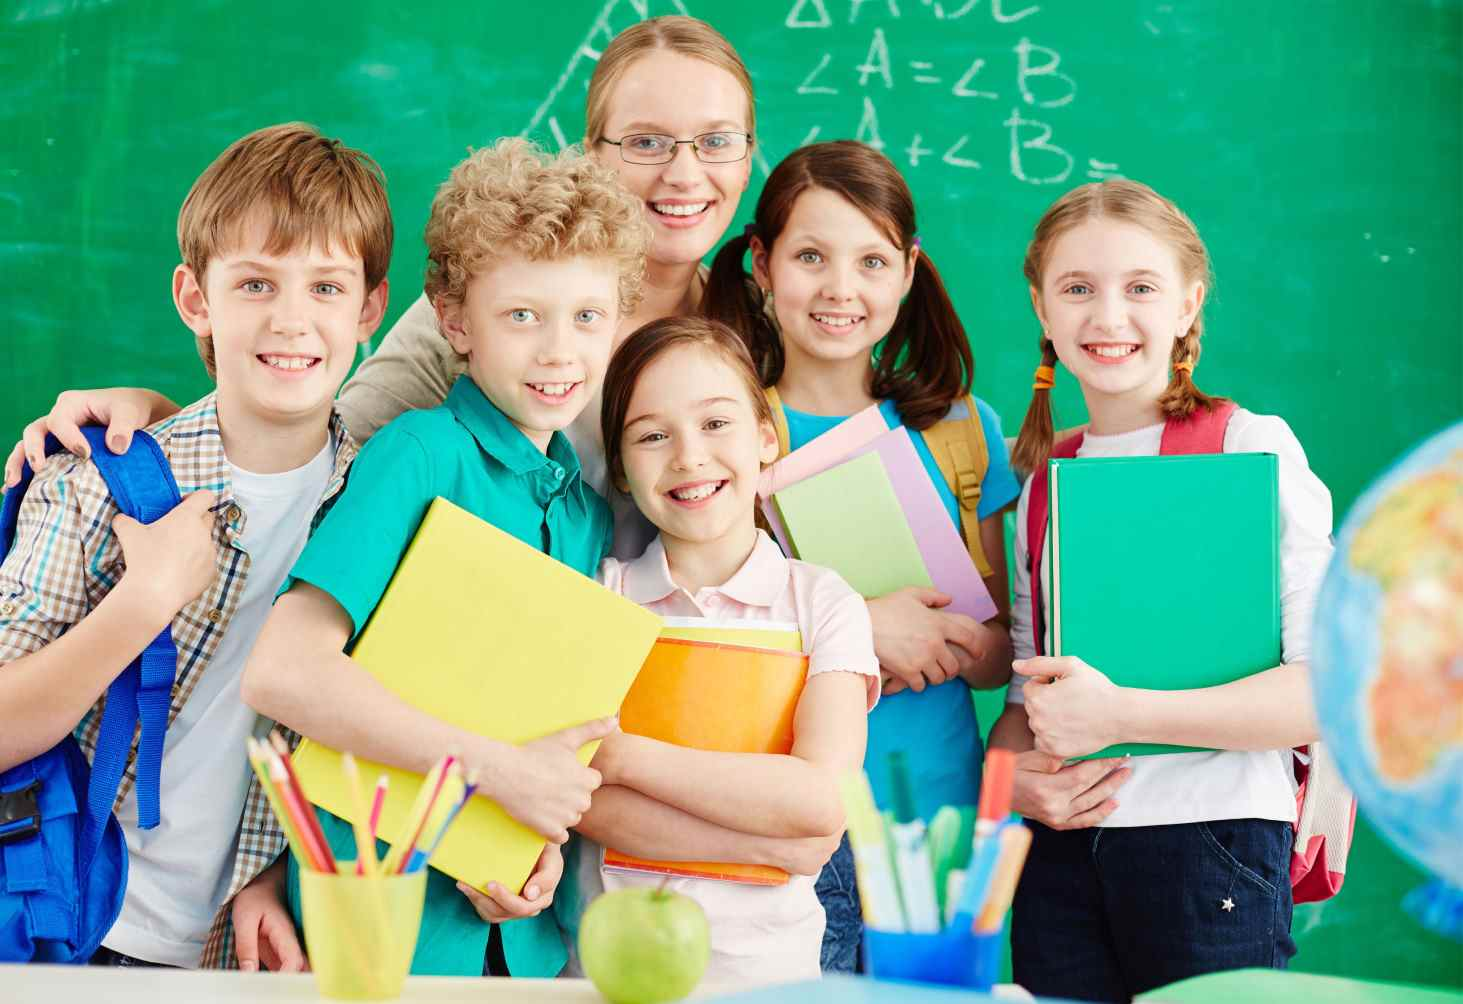 ∠A = ∠B
∠A + ∠B =